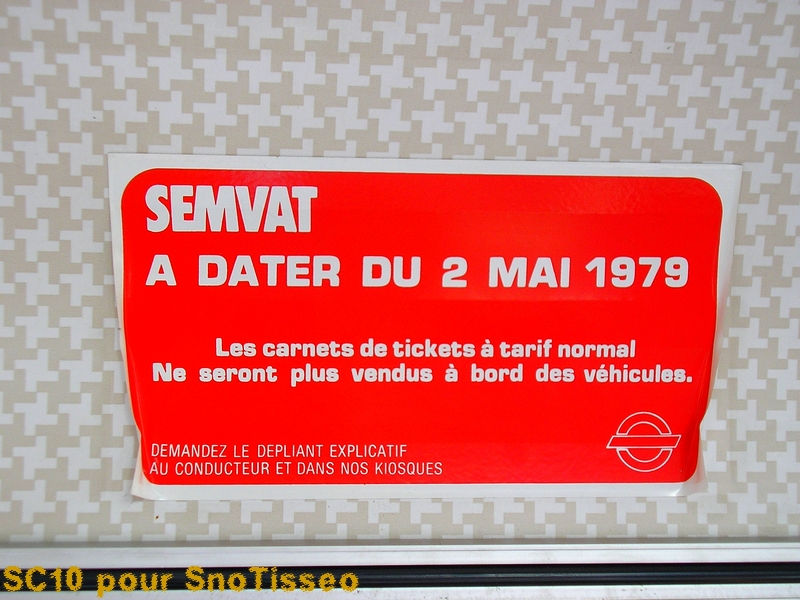 SEMVAT
A DATER DU 2 MAI 1979
Les carnets de tickets à tarif normal
Ne seront plus vendus à bord des véhicules.
DEMANDEZ LE DEPLIANT EXPLICATIF
AU CONDUCTEUR ET DANS NOS KIOSQUES
SC10 pour SnoTisseo